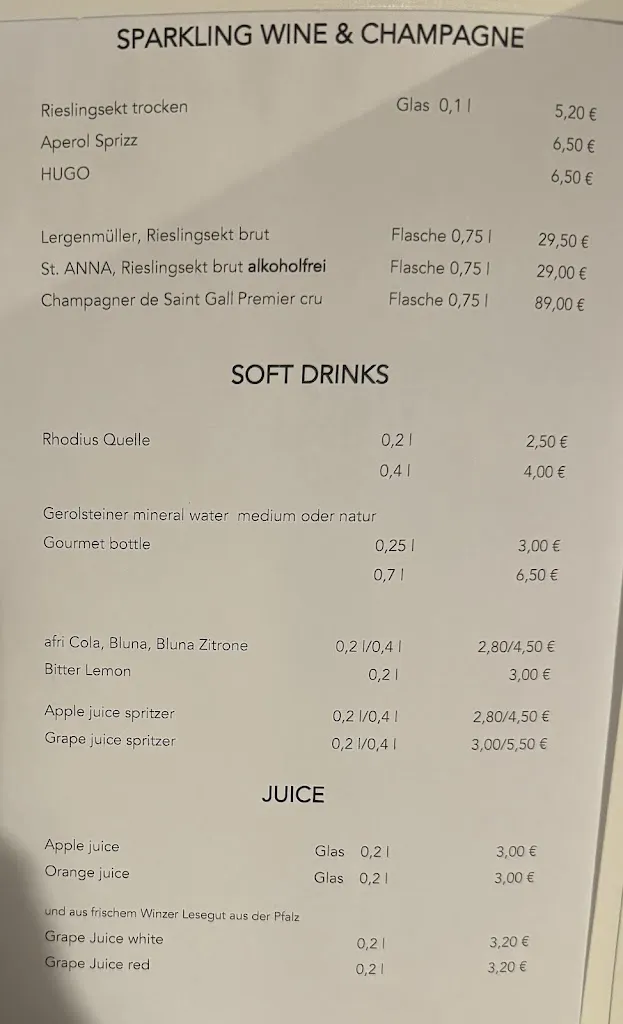 SPARKLING WINE & CHAMPAGNE
Rieslingsekt trocken Glas 0,1 l 5,20 €
Aperol Sprizz 6,50 €
HUGO 6,50 €
Lergenmüller, Rieslingsekt brut Flasche 0,75 l 29,50 €
St. ANNA, Rieslingsekt brut alkoholfrei Flasche 0,75 l 29,00 €
Champagner de Saint Gall Premier cru Flasche 0,75 l 89,00 €
SOFT DRINKS
Rhodius Quelle 0,2 l 2,50 €
0,4 l 4,00 €
Gerolsteiner mineral water medium oder natur
Gourmet bottle 0,25 l 3,00 €
0,7 l 6,50 €
afri Cola, Bluna, Bluna Zitrone 0,2 l/0,4 l 2,80/4,50 €
Bitter Lemon 0,2 l 3,00 €
Apple juice spritzer 0,2 l/0,4 l 2,80/4,50 €
Grape juice spritzer 0,2 l/0,4 l 3,00/5,50 €
JUICE
Apple juice Glas 0,2 l 3,00 €
Orange juice Glas 0,2 l 3,00 €
und aus frischem Winzer Lesegut aus der Pfalz
Grape Juice white 0,2 l 3,20 €
Grape Juice red 0,2 l 3,20 €